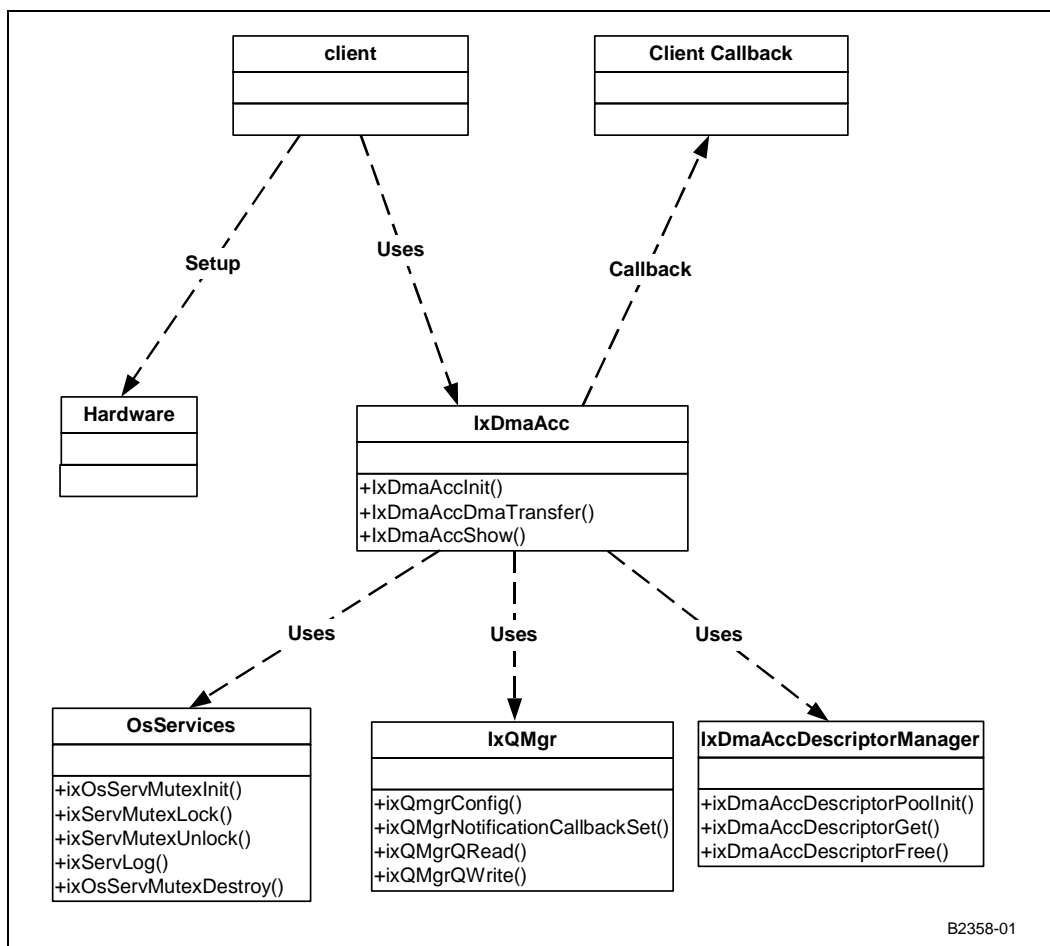 client
Client Callback
Setup
Uses
Callback
Hardware
IxDmaAcc
+IxDmaAccInit()
+IxDmaAccDmaTransfer()
+IxDmaAccShow()
Uses
Uses
Uses
OsServices
+ixOsServMutexInit()
+ixServMutexLock()
+ixServMutexUnlock()
+ixServLog()
+ixOsServMutexDestroy()
IxQMgr
+ixQmgrConfig()
+ixQMgrNotificationCallbackSet()
+ixQMgrQRead()
+ixQMgrQWrite()
IxDmaAccDescriptorManager
+ixDmaAccDescriptorPoolInit()
+ixDmaAccDescriptorGet()
+ixDmaAccDescriptorFree()
B2358-01